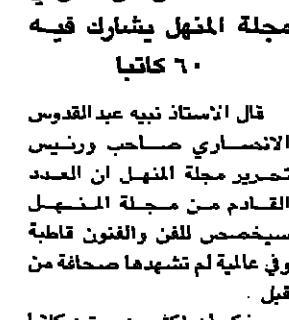 مجلة المنهل يشارك فيه
٦٠ كاتبا
قال الاستاذ نبيه عبد القدوس
الانصاري صاحب ورئيس
تحرير مجلة المنهل ان العدد
القادم من مجلة المنهل
سيخصص للفن والفنون قاطبة
وفي عالمية لم تشهدها صحافة من
قبل .